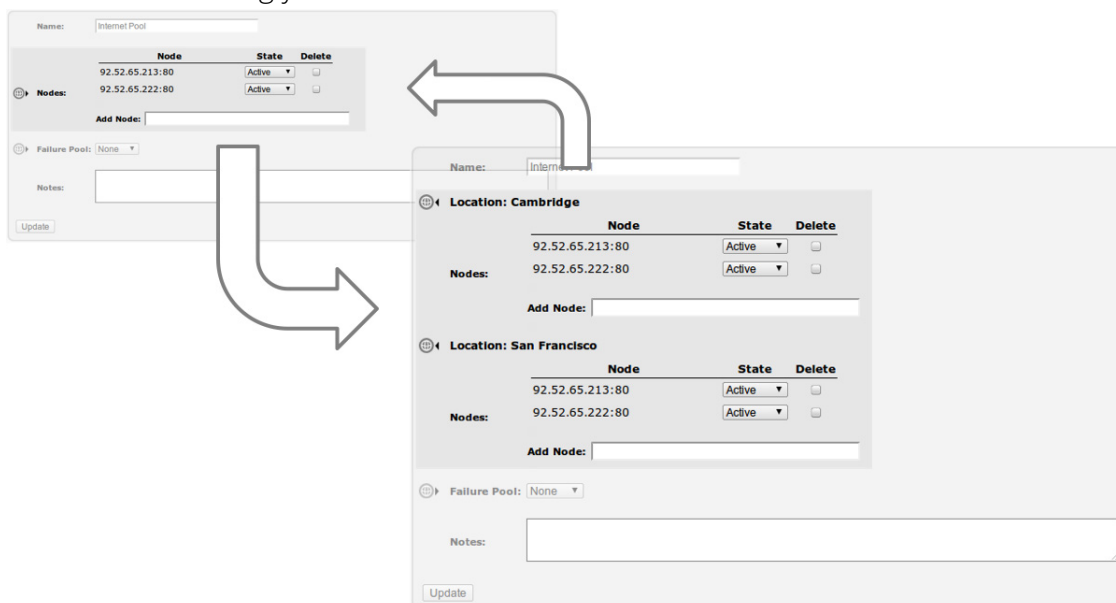 Name: Internet Pool
Node State Delete
92.52.65.213:80 Active
Nodes: 92.52.65.222:80 Active
Add Node:
Failure Pool: None
Notes:
Update
Name: Internet Pool
Location: Cambridge
Node State Delete
92.52.65.213:80 Active
92.52.65.222:80 Active
Nodes:
Add Node:
Location: San Francisco
Node State Delete
92.52.65.213:80 Active
92.52.65.222:80 Active
Nodes:
Add Node:
Failure Pool: None
Notes:
Update